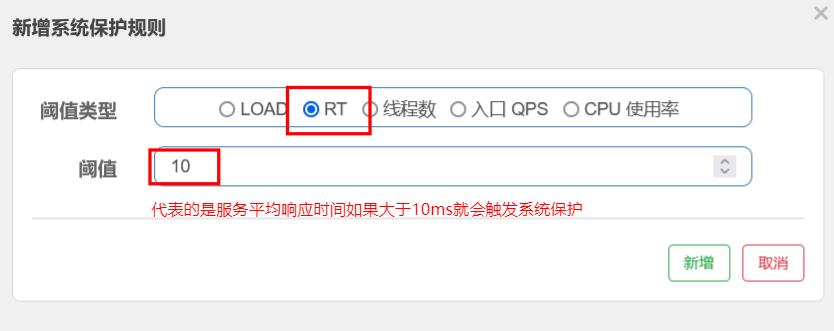 新增系统保护规则
阈值类型 LOAD RT 线程数 入口 QPS CPU 使用率
阈值 10
代表的是服务平均响应时间如果大于10ms就会触发系统保护
新增 取消